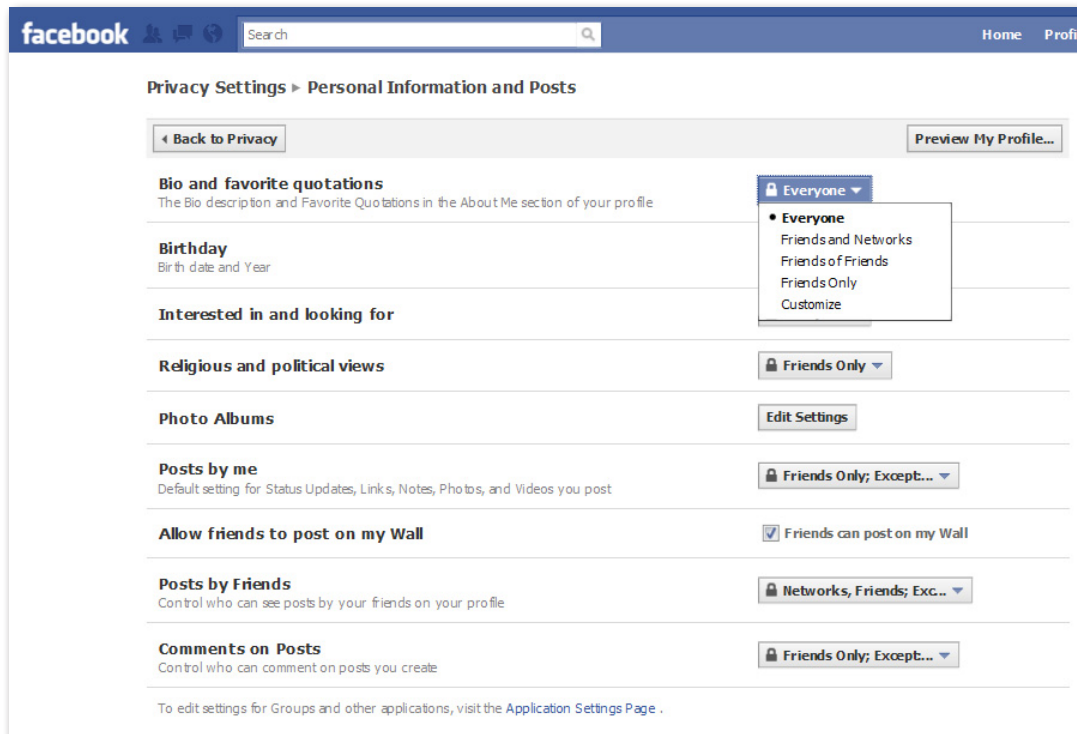 facebook Search Home Profi
Privacy Settings ▸ Personal Information and Posts
Back to Privacy Preview My Profile...
Bio and favorite quotations Everyone
The Bio description and Favorite Quotations in the About Me section of your profile
• Everyone
Friends and Networks
Friends of Friends
Friends Only
Customize
Birthday
Birth date and Year
Interested in and looking for
Religious and political views Friends Only
Photo Albums Edit Settings
Posts by me Friends Only; Except:...
Default setting for Status Updates, Links, Notes, Photos, and Videos you post
Allow friends to post on my Wall Friends can post on my Wall
Posts by Friends Networks, Friends; Exc...
Control who can see posts by your friends on your profile
Comments on Posts Friends Only; Except:...
Control who can comment on posts you create
To edit settings for Groups and other applications, visit the Application Settings Page .